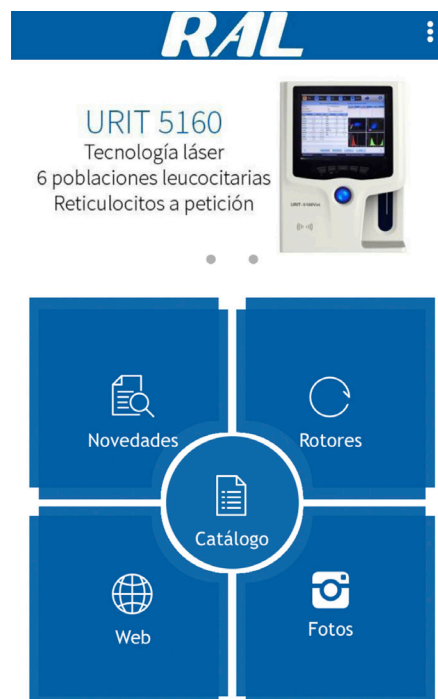 RAL
URIT 5160
Tecnología láser
6 poblaciones leucocitarias
Reticulocitos a petición
Novedades
Rotores
Catálogo
Web
Fotos